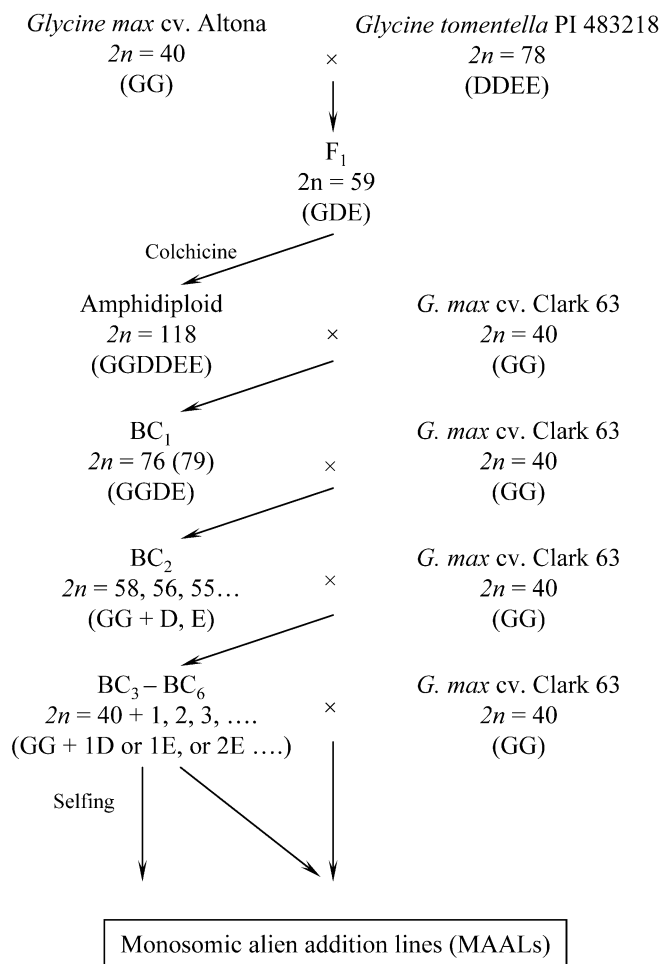 Glycine max cv. Altona
2n = 40
(GG)
×
Glycine tomentella PI 483218
2n = 78
(DDEE)
F₁
2n = 59
(GDE)
Colchicine
Amphidiploid
2n = 118
(GGDDEE)
×
G. max cv. Clark 63
2n = 40
(GG)
BC₁
2n = 76 (79)
(GGDE)
×
G. max cv. Clark 63
2n = 40
(GG)
BC₂
2n = 58, 56, 55…
(GG + D, E)
×
G. max cv. Clark 63
2n = 40
(GG)
BC₃ – BC₆
2n = 40 + 1, 2, 3, ….
(GG + 1D or 1E, or 2E ….)
×
G. max cv. Clark 63
2n = 40
(GG)
Selfing
Monosomic alien addition lines (MAALs)